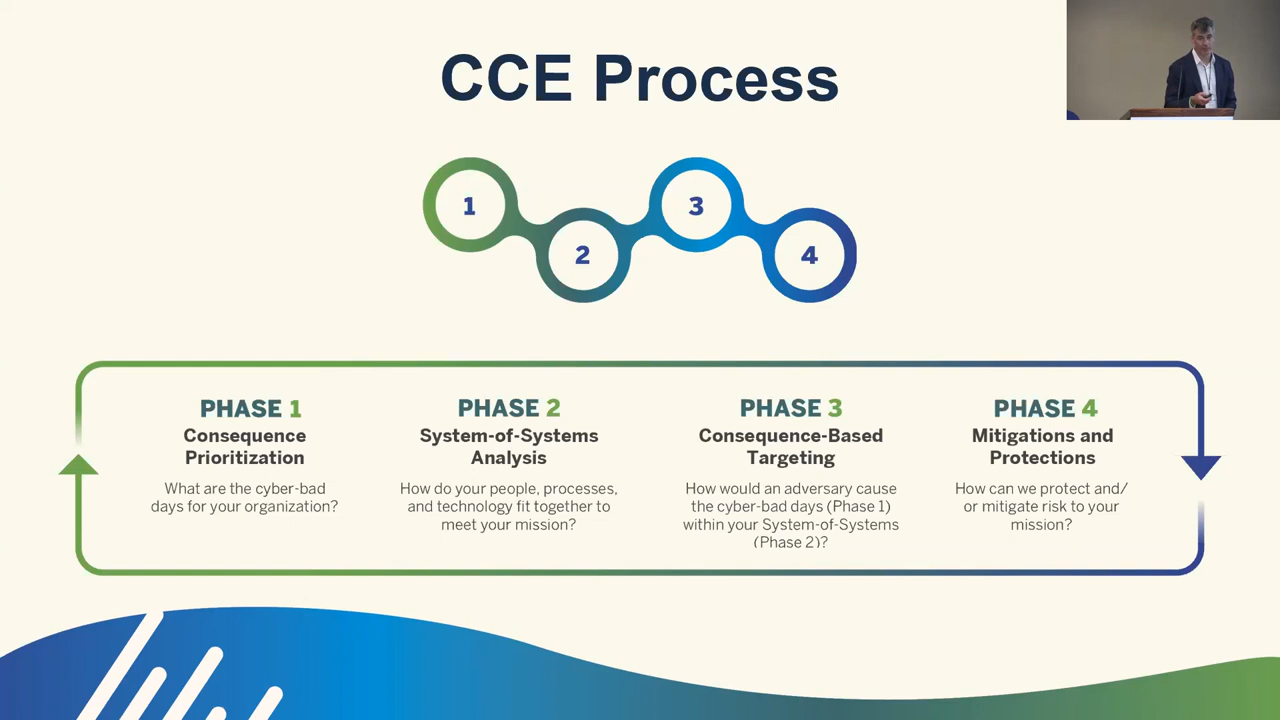 CCE Process
1
2
3
4
PHASE 1
Consequence
Prioritization
What are the cyber-bad
days for your organization?
PHASE 2
System-of-Systems
Analysis
How do your people, processes,
and technology fit together to
meet your mission?
PHASE 3
Consequence-Based
Targeting
How would an adversary cause
the cyber-bad days (Phase 1)
within your System-of-Systems
(Phase 2)?
PHASE 4
Mitigations and
Protections
How can we protect and/
or mitigate risk to your
mission?